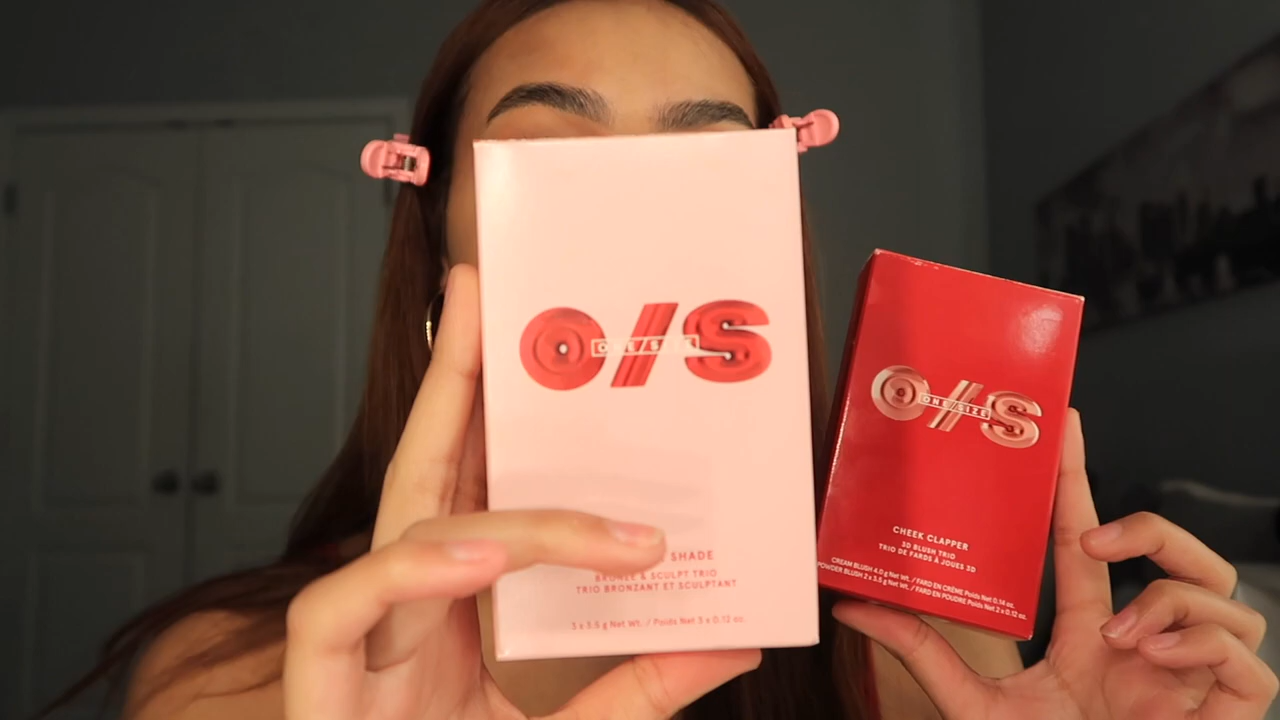 O/S
ONE/SIZE
SHADE
BRONZE & SCULPT TRIO
TRIO BRONZANT ET SCULPTANT
3 x 3.5 g Net Wt. / Poids Net 3 x 0.12 oz.
O/S
ONE/SIZE
CHEEK CLAPPER
3D BLUSH TRIO
TRIO DE FARDS À JOUES 3D
CREAM BLUSH 4.0 g Net Wt. / FARD EN CRÈME Poids Net 0.14 oz.
POWDER BLUSH 2 x 3.5 g Net Wt. / FARD EN POUDRE Poids Net 2 x 0.12 oz.